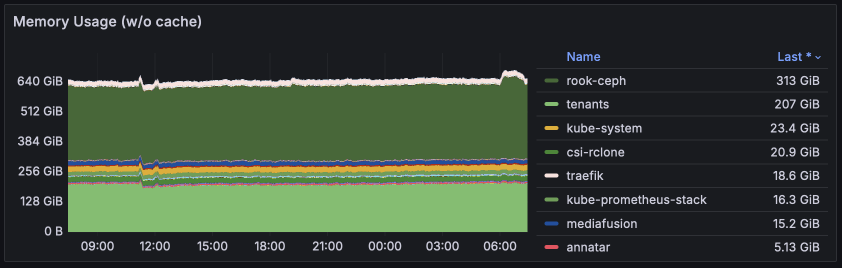 Memory Usage (w/o cache)
Name Last *
640 GiB
512 GiB
384 GiB
256 GiB
128 GiB
0 B
09:00 12:00 15:00 18:00 21:00 00:00 03:00 06:00
rook-ceph 313 GiB
tenants 207 GiB
kube-system 23.4 GiB
csi-rclone 20.9 GiB
traefik 18.6 GiB
kube-prometheus-stack 16.3 GiB
mediafusion 15.2 GiB
annatar 5.13 GiB